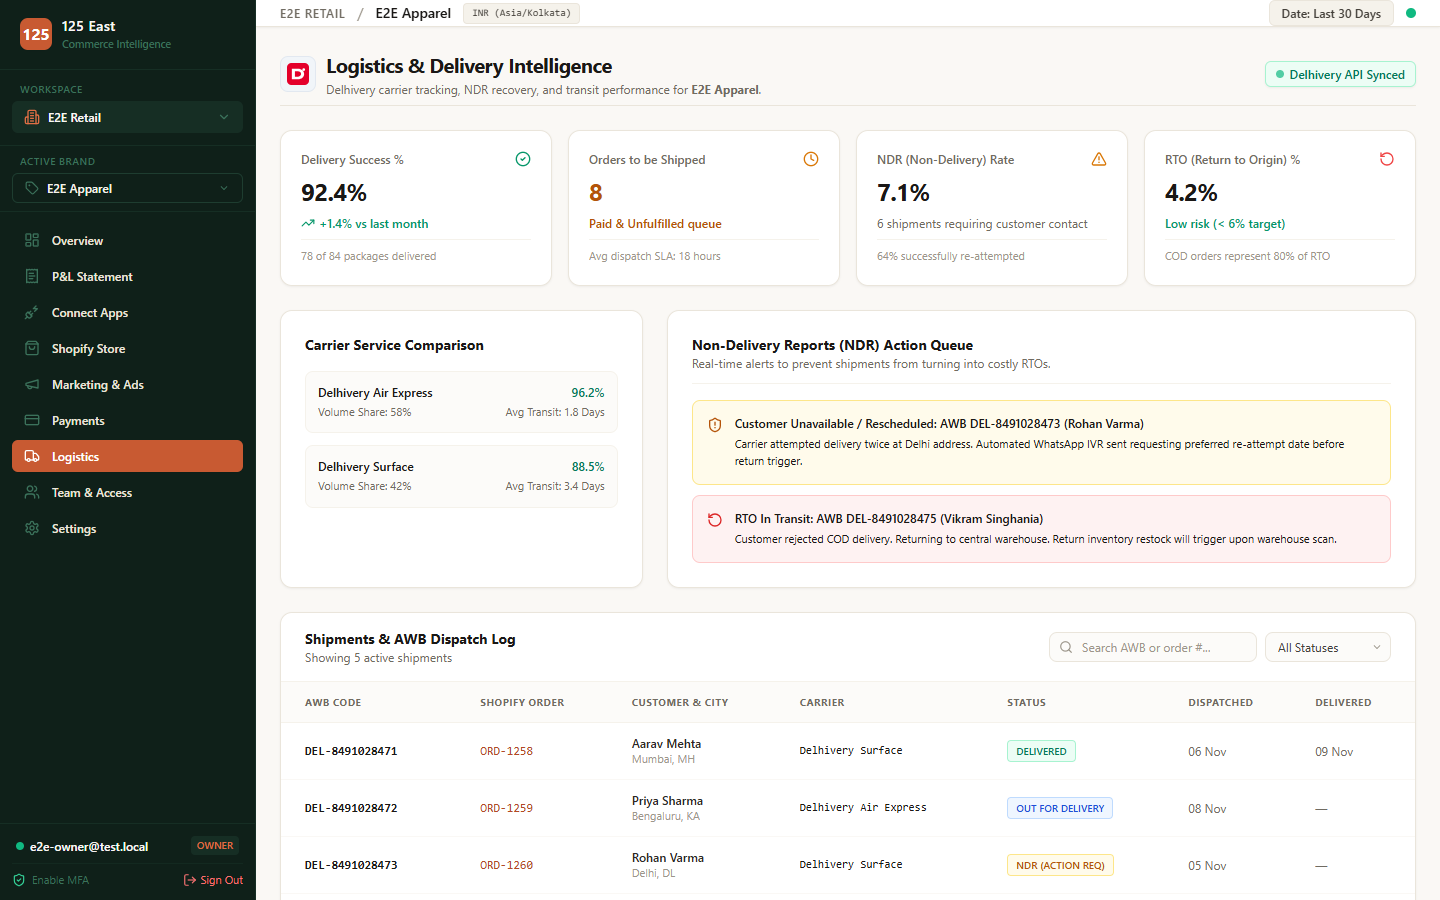 125
125 East
Commerce Intelligence
WORKSPACE
E2E Retail
ACTIVE BRAND
E2E Apparel
Overview
P&L Statement
Connect Apps
Shopify Store
Marketing & Ads
Payments
Logistics
Team & Access
Settings
e2e-owner@test.local
OWNER
Enable MFA
Sign Out
E2E RETAIL / E2E Apparel INR (Asia/Kolkata)
Date: Last 30 Days
Logistics & Delivery Intelligence
Delhivery carrier tracking, NDR recovery, and transit performance for E2E Apparel.
Delhivery API Synced
Delivery Success %
92.4%
+1.4% vs last month
78 of 84 packages delivered
Orders to be Shipped
8
Paid & Unfulfilled queue
Avg dispatch SLA: 18 hours
NDR (Non-Delivery) Rate
7.1%
6 shipments requiring customer contact
64% successfully re-attempted
RTO (Return to Origin) %
4.2%
Low risk (< 6% target)
COD orders represent 80% of RTO
Carrier Service Comparison
Delhivery Air Express 96.2%
Volume Share: 58% Avg Transit: 1.8 Days
Delhivery Surface 88.5%
Volume Share: 42% Avg Transit: 3.4 Days
Non-Delivery Reports (NDR) Action Queue
Real-time alerts to prevent shipments from turning into costly RTOs.
Customer Unavailable / Rescheduled: AWB DEL-8491028473 (Rohan Varma)
Carrier attempted delivery twice at Delhi address. Automated WhatsApp IVR sent requesting preferred re-attempt date before
return trigger.
RTO In Transit: AWB DEL-8491028475 (Vikram Singhania)
Customer rejected COD delivery. Returning to central warehouse. Return inventory restock will trigger upon warehouse scan.
Shipments & AWB Dispatch Log
Showing 5 active shipments
Search AWB or order #...
All Statuses
AWB CODE SHOPIFY ORDER CUSTOMER & CITY CARRIER STATUS DISPATCHED DELIVERED
DEL-8491028471 ORD-1258 Aarav Mehta Delhivery Surface DELIVERED 06 Nov 09 Nov
Mumbai, MH
DEL-8491028472 ORD-1259 Priya Sharma Delhivery Air Express OUT FOR DELIVERY 08 Nov —
Bengaluru, KA
DEL-8491028473 ORD-1260 Rohan Varma Delhivery Surface NDR (ACTION REQ) 05 Nov —
Delhi, DL